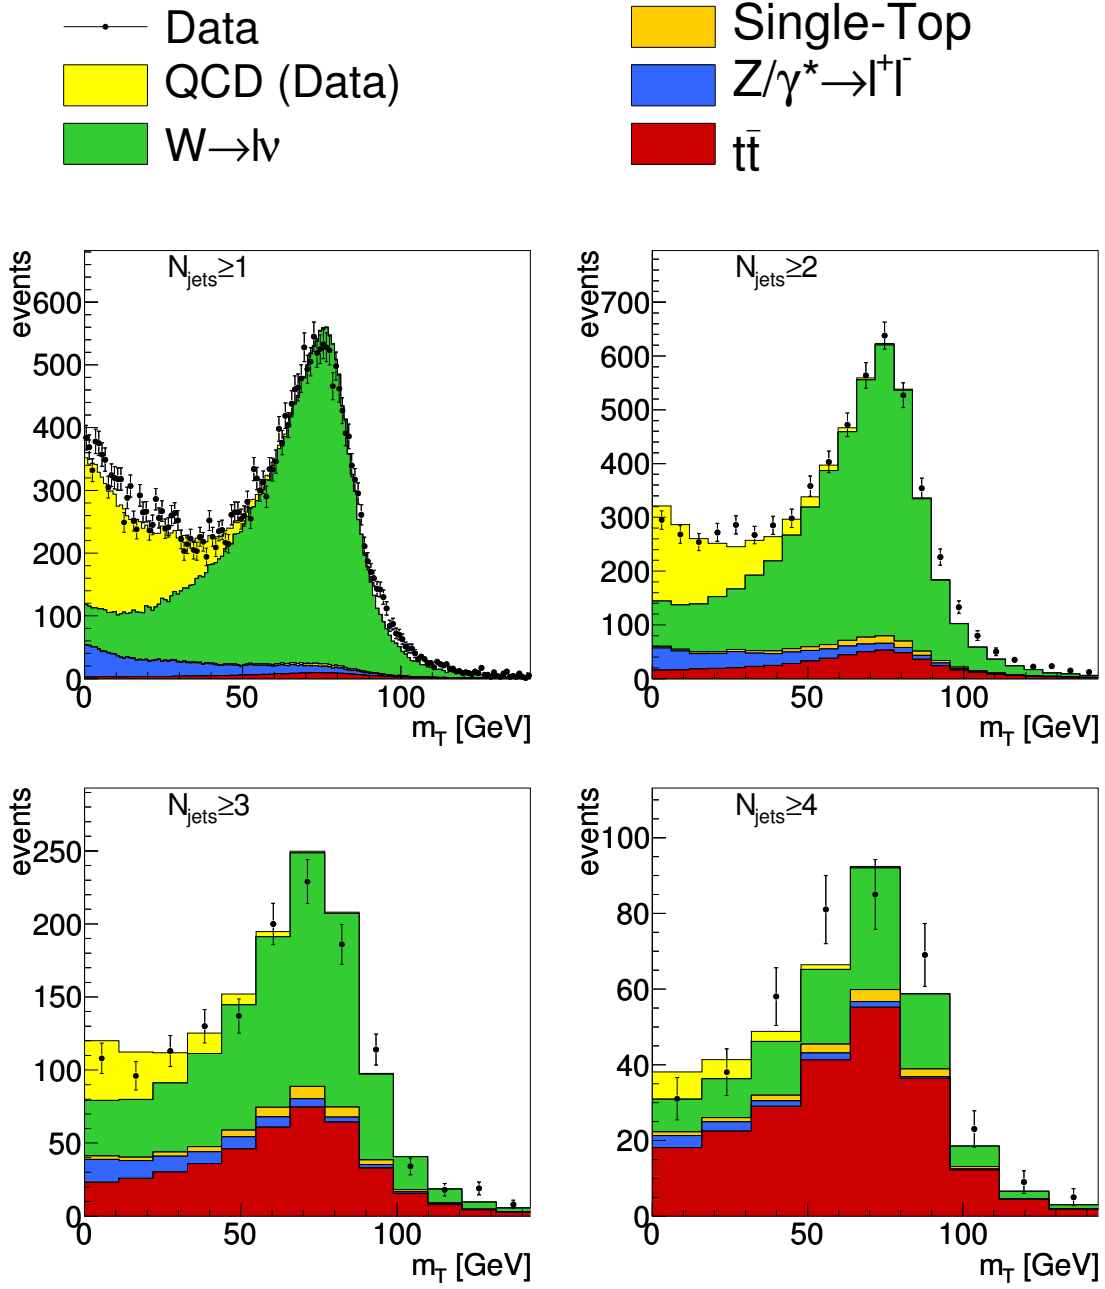 Data
QCD (Data)
W→lν
Single-Top
Z/γ*→l⁺l⁻
tt̄
events
N_jets≥1
600
500
400
300
200
100
0
0 50 100
m_T [GeV]
events
N_jets≥2
700
600
500
400
300
200
100
0
0 50 100
m_T [GeV]
events
N_jets≥3
250
200
150
100
50
0
0 50 100
m_T [GeV]
events
N_jets≥4
100
80
60
40
20
0
0 50 100
m_T [GeV]